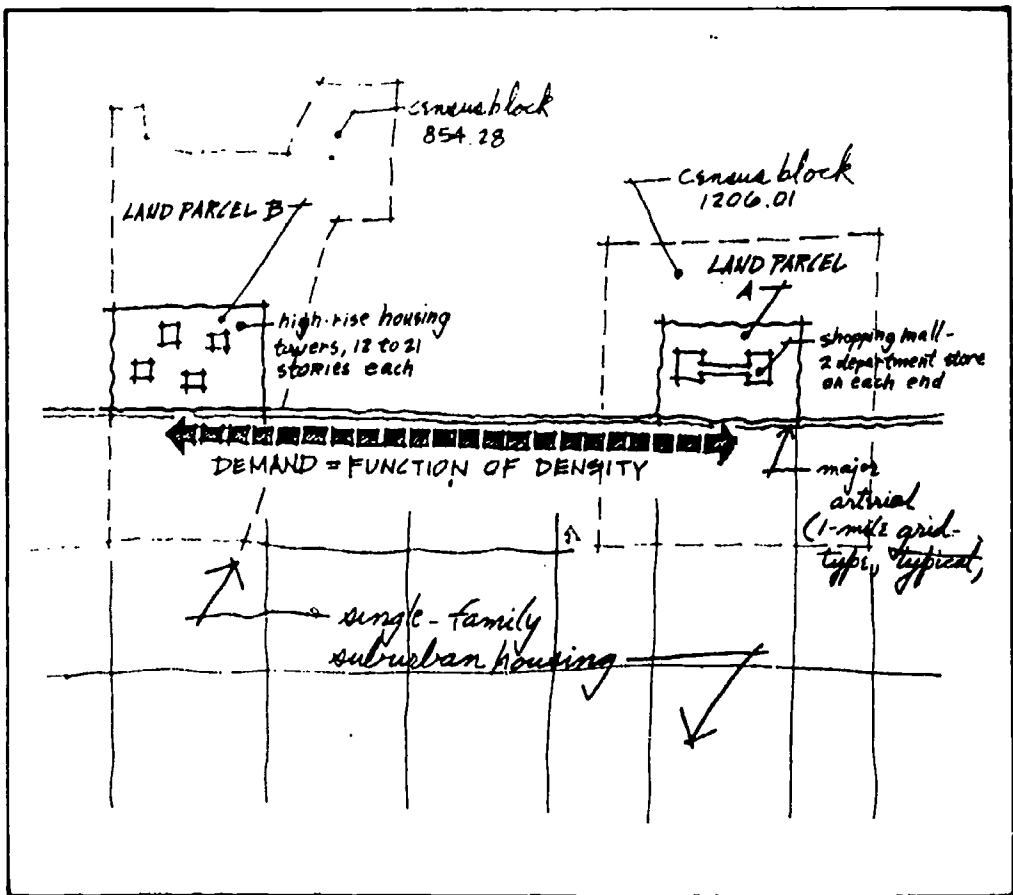 census block
854.28
census block
1206.01
LAND PARCEL B
LAND PARCEL
A
high-rise housing
towers, 12 to 21
stories each
shopping mall-
2 department store
on each end
DEMAND = FUNCTION OF DENSITY
major
arterial
(1-mile grid-
type, typical,
single-family
suburban housing